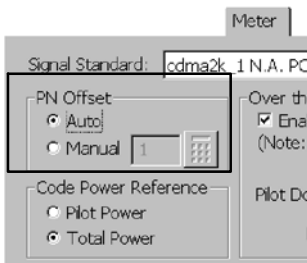 Meter
Signal Standard: cdma2k_1 N.A. PC
PN Offset
Over th
Auto
Ena
Manual 1
(Note:
Code Power Reference
Pilot Do
Pilot Power
Total Power